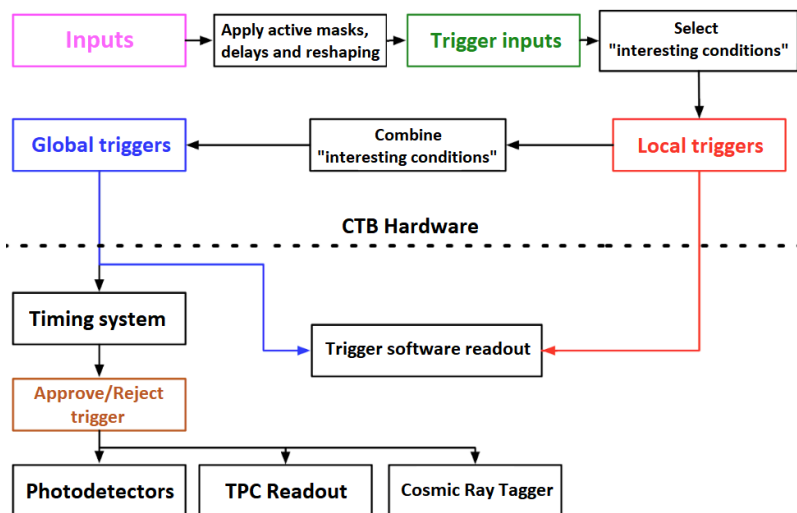 Inputs
Apply active masks,
delays and reshaping
Trigger inputs
Select
"interesting conditions"
Global triggers
Combine
"interesting conditions"
Local triggers
CTB Hardware
Timing system
Trigger software readout
Approve/Reject
trigger
Photodetectors
TPC Readout
Cosmic Ray Tagger